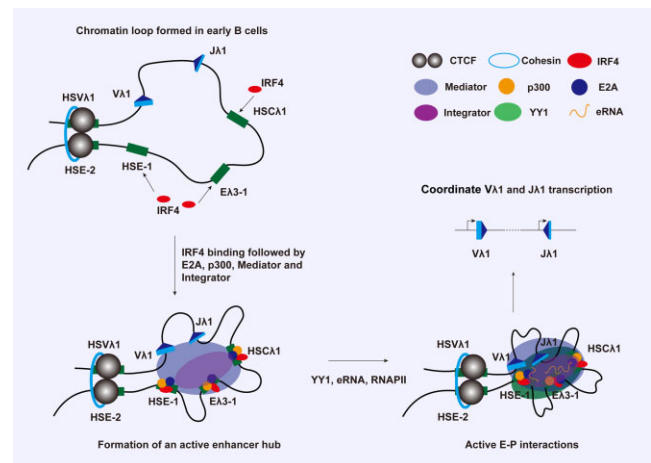 Chromatin loop formed in early B cells
Jλ1
Vλ1
IRF4
HSVλ1
HSCλ1
HSE-2
HSE-1
Eλ3-1
IRF4
CTCF
Cohesin
IRF4
Mediator
p300
E2A
Integrator
YY1
eRNA
Coordinate Vλ1 and Jλ1 transcription
Vλ1
Jλ1
IRF4 binding followed by
E2A, p300, Mediator and
Integrator
Jλ1
HSVλ1
Vλ1
HSCλ1
HSE-1
Eλ3-1
HSE-2
Formation of an active enhancer hub
YY1, eRNA, RNAPII
Jλ1
HSVλ1
Vλ1
HSCλ1
HSE-1
Eλ3-1
HSE-2
Active E-P interactions